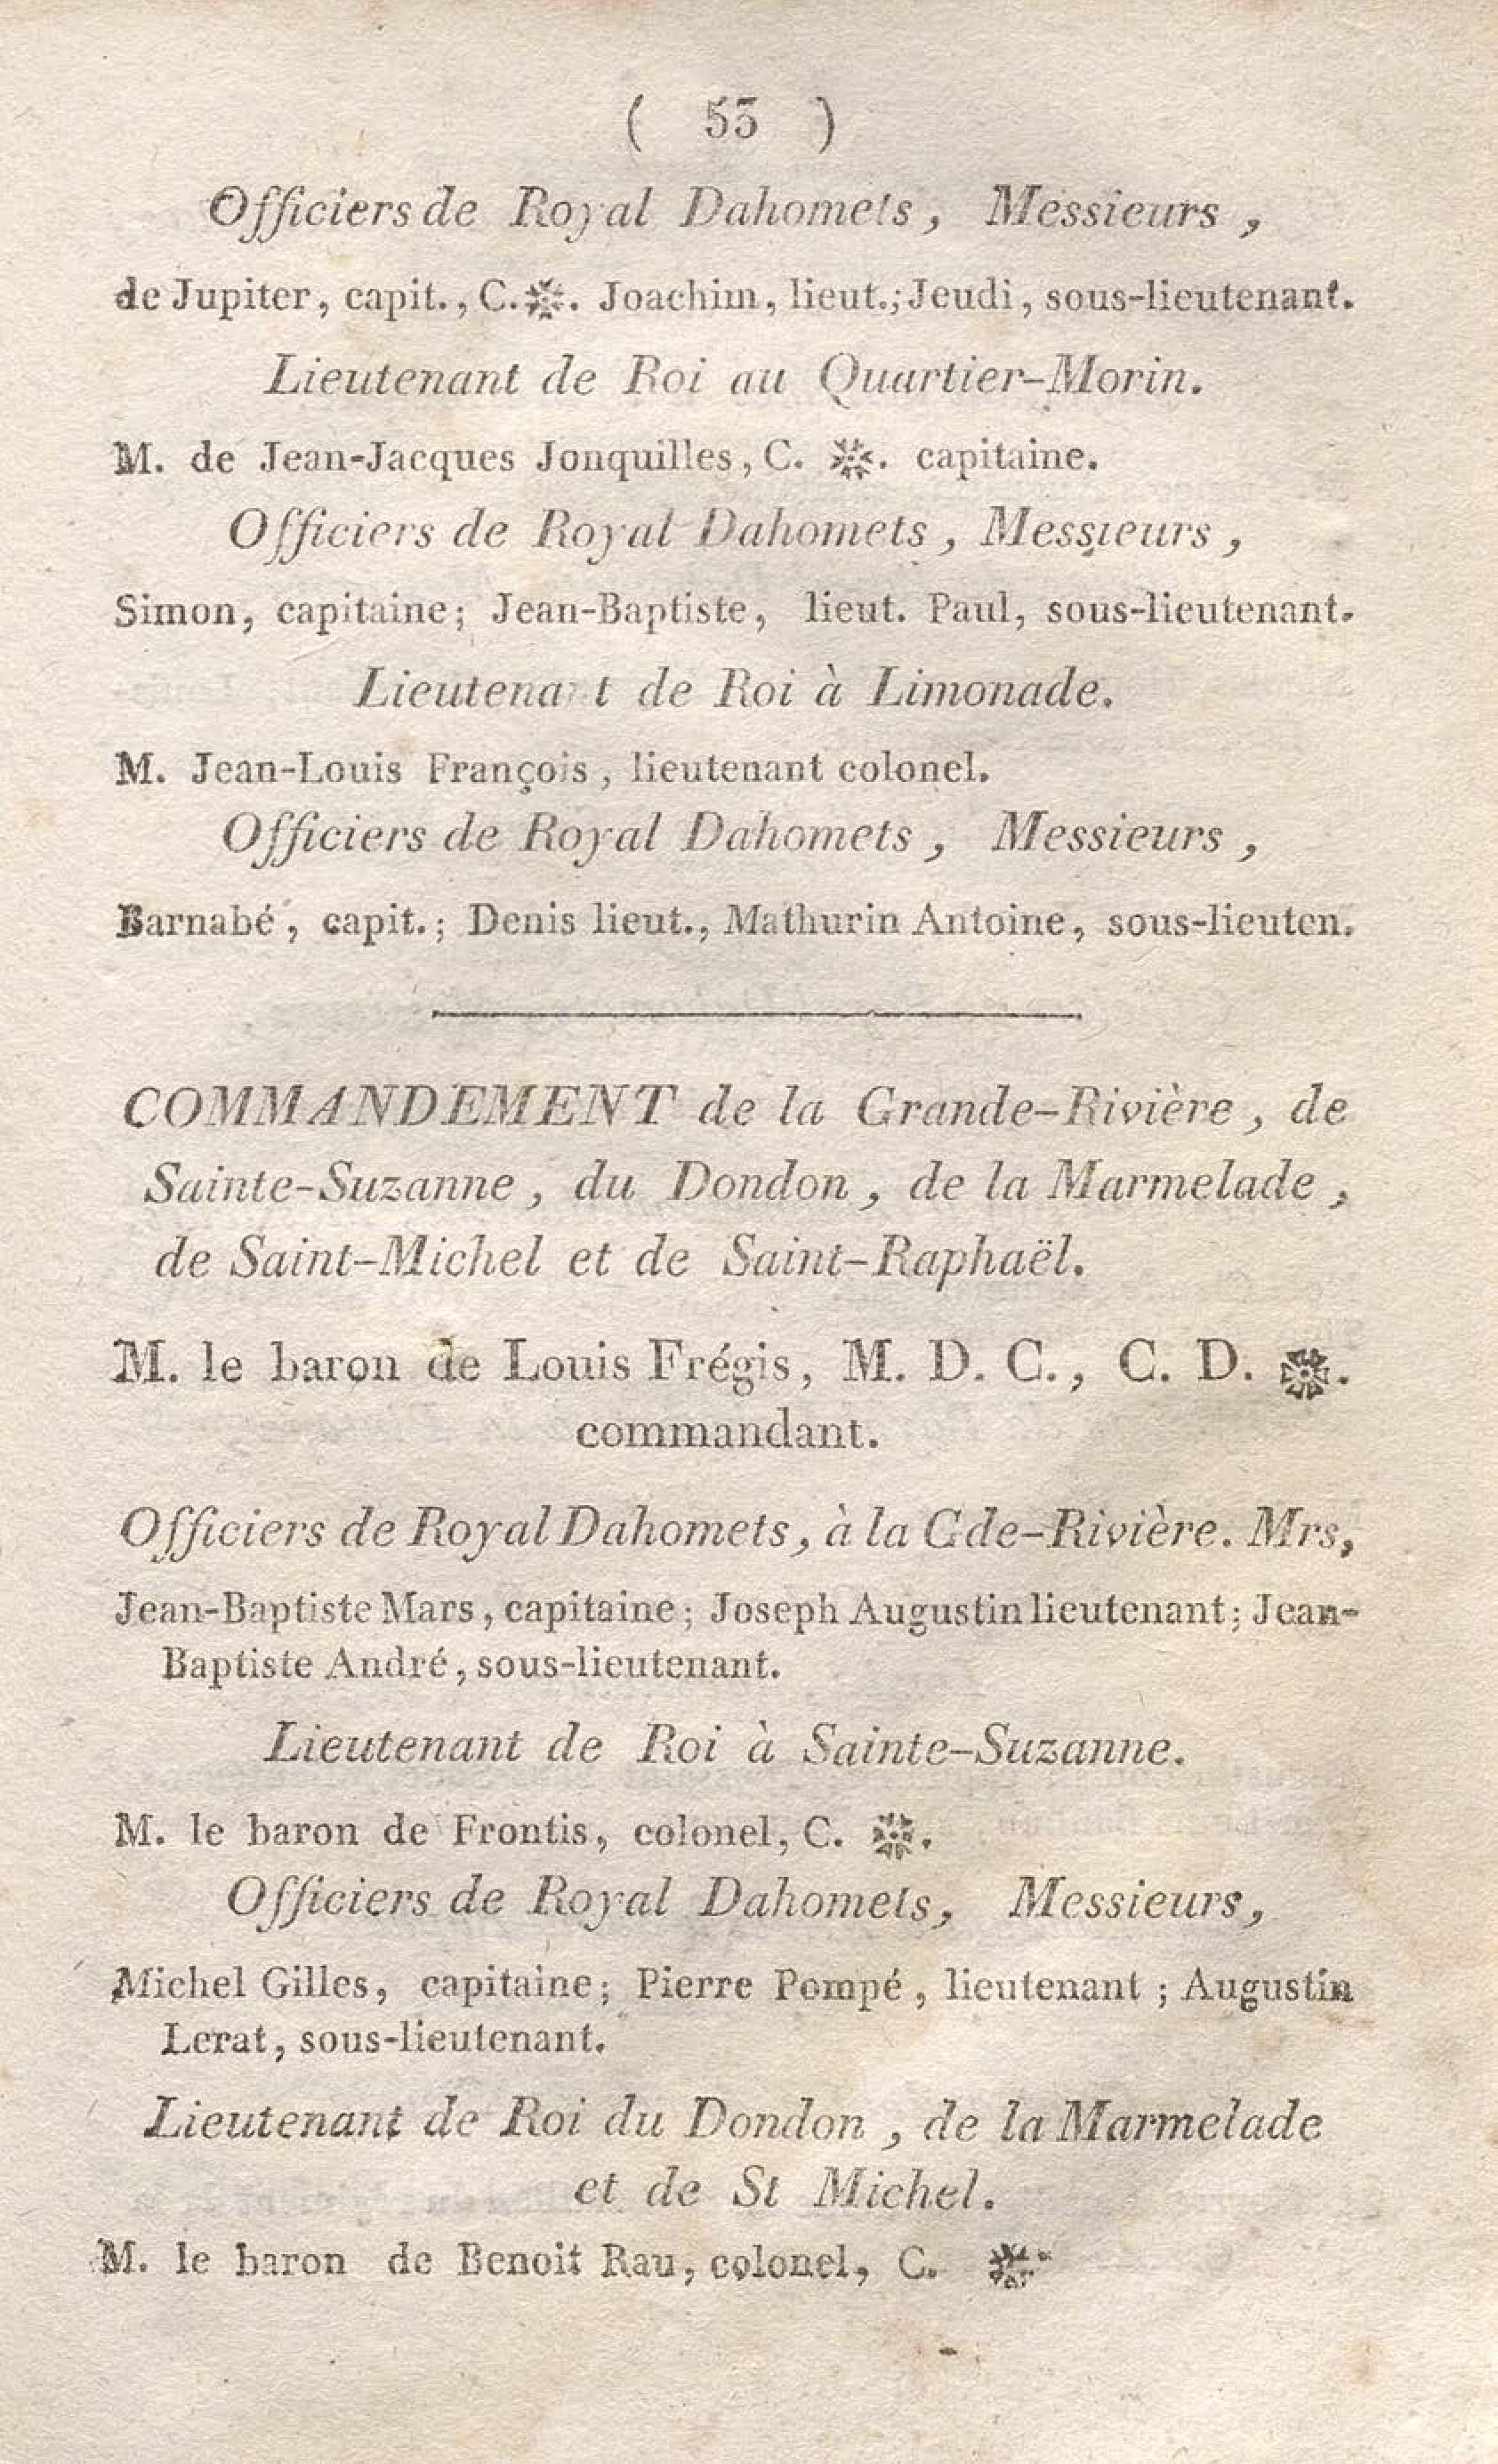 ( 53 )
Officiers de Royal Dahomets, Messieurs,
de Jupiter, capit., C.※. Joachim, lieut.; Jeudi, sous-lieutenant.
Lieutenant de Roi au Quartier-Morin.
M. de Jean-Jacques Jonquilles, C. ※. capitaine.
Officiers de Royal Dahomets, Messieurs,
Simon, capitaine; Jean-Baptiste, lieut. Paul, sous-lieutenant.
Lieutenant de Roi à Limonade.
M. Jean-Louis François, lieutenant colonel.
Officiers de Royal Dahomets, Messieurs,
Barnabé, capit.; Denis lieut., Mathurin Antoine, sous-lieuten.
COMMANDEMENT de la Grande-Rivière, de
Sainte-Suzanne, du Dondon, de la Marmelade,
de Saint-Michel et de Saint-Raphaël.
M. le baron de Louis Frégis, M. D. C., C. D. ※.
commandant.
Officiers de Royal Dahomets, à la Gde-Rivière. Mrs,
Jean-Baptiste Mars, capitaine; Joseph Augustin lieutenant; Jean-
Baptiste André, sous-lieutenant.
Lieutenant de Roi à Sainte-Suzanne.
M. le baron de Frontis, colonel, C. ※.
Officiers de Royal Dahomets, Messieurs,
Michel Gilles, capitaine; Pierre Pompé, lieutenant; Augustin
Lerat, sous-lieutenant.
Lieutenant de Roi du Dondon, de la Marmelade
et de St Michel.
M. le baron de Benoit Rau, colonel, C. ※